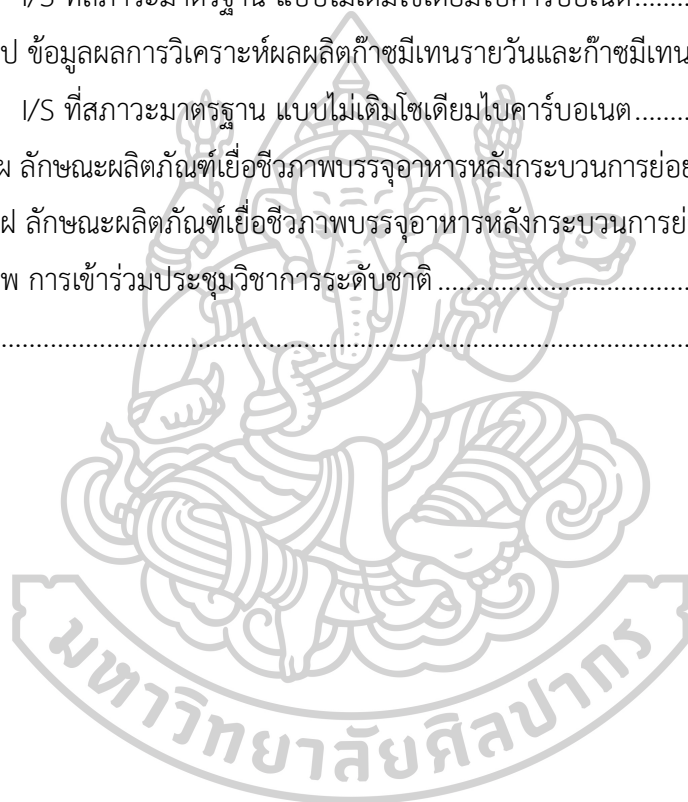 I/S ที่สภาวะมาตรฐาน แบบไม่เติมโซเดียมไบคาร์บอเนต..........
ป ข้อมูลผลการวิเคราะห์ผลผลิตก๊าซมีเทนรายวันและก๊าซมีเทน
I/S ที่สภาวะมาตรฐาน แบบไม่เติมโซเดียมไบคาร์บอเนต..........
ผ ลักษณะผลิตภัณฑ์เยื่อชีวภาพบรรจุอาหารหลังกระบวนการย่อย
ฝ ลักษณะผลิตภัณฑ์เยื่อชีวภาพบรรจุอาหารหลังกระบวนการย่
พ การเข้าร่วมประชุมวิชาการระดับชาติ ..........
มหาวิทยาลัยศิลปากร